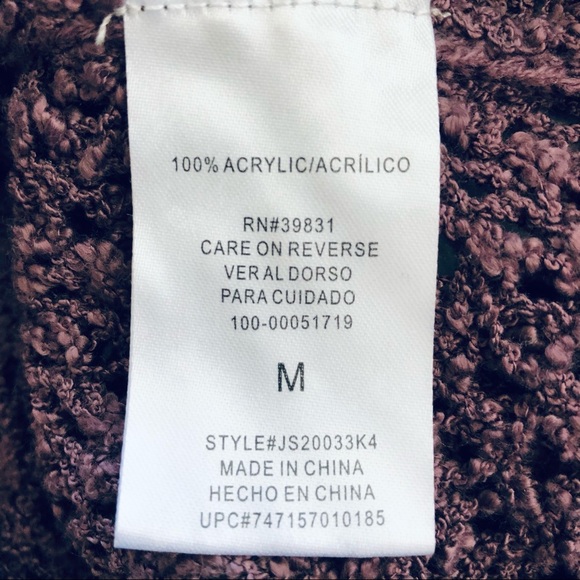 100% ACRYLIC/ACRÍLICO
RN#39831
CARE ON REVERSE
VER AL DORSO
PARA CUIDADO
100-00051719
M
STYLE#JS20033K4
MADE IN CHINA
HECHO EN CHINA
UPC#747157010185